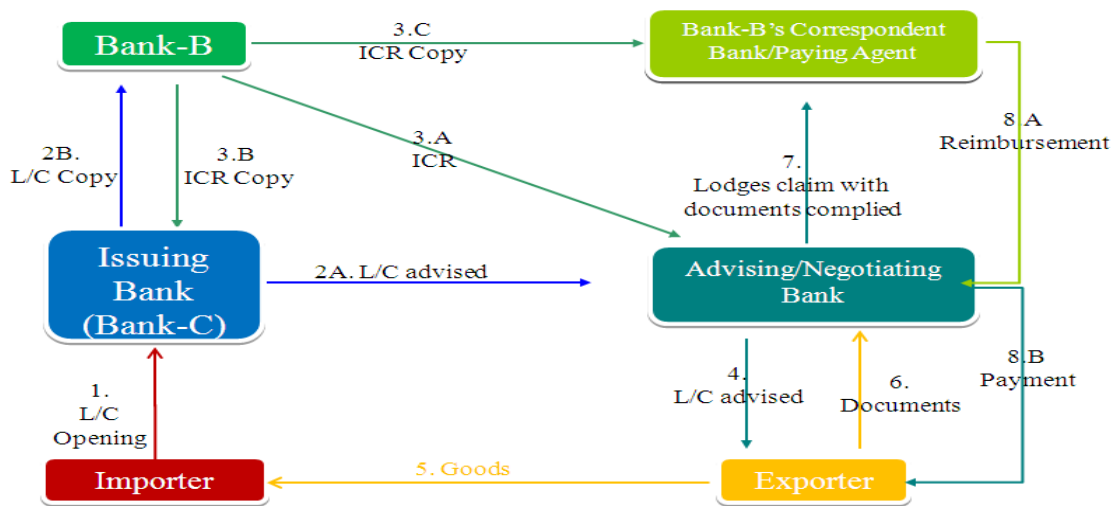 Bank-B
3.C
ICR Copy
Bank-B's Correspondent
Bank/Paying Agent
8.A
Reimbursement
3.A
ICR
2B.
L/C Copy
3.B
ICR Copy
7.
Lodges claim with
documents complied
Issuing
Bank
(Bank-C)
2A. L/C advised
Advising/Negotiating
Bank
1.
L/C
Opening
4.
L/C advised
6.
Documents
8.B
Payment
Importer
5. Goods
Exporter